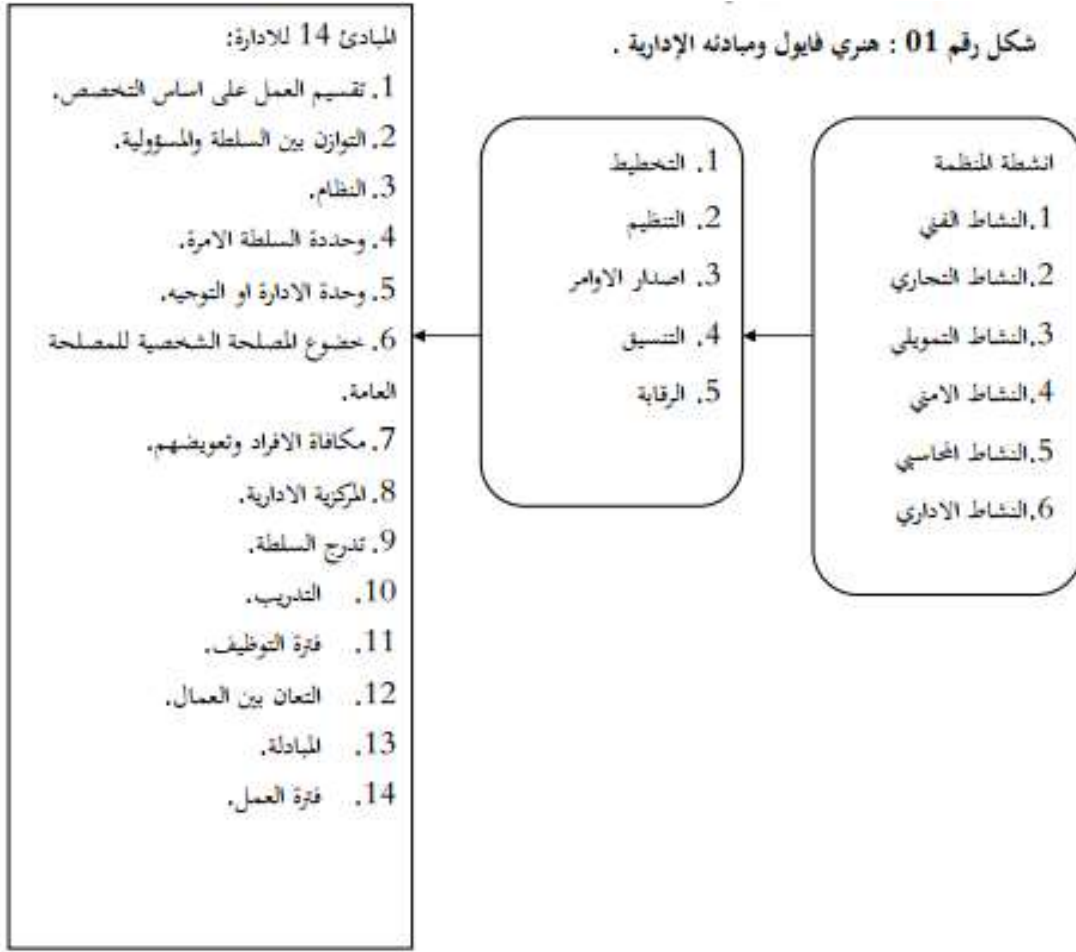 شكل رقم 01 : هنري فايول ومبادئه الإدارية .
انشطة المنظمة
1.النشاط الفني
2.النشاط التجاري
3.النشاط التمويلي
4.النشاط الامني
5.النشاط المحاسبي
6.النشاط الاداري
1. التخطيط
2. التنظيم
3. اصدار الاوامر
4. التنسيق
5. الرقابة
المبادئ 14 للادارة:
1. تقسيم العمل على اساس التخصص.
2. التوازن بين السلطة والمسؤولية.
3. النظام.
4. وحددة السلطة الامرة.
5. وحدة الادارة او التوجيه.
6. خضوع المصلحة الشخصية للمصلحة
العامة.
7. مكافاة الافراد وتعويضهم.
8. المركزية الادارية.
9. تدرج السلطة.
10. التدريب.
11. فترة التوظيف.
12. التعان بين العمال.
13. المبادلة.
14. فترة العمل.